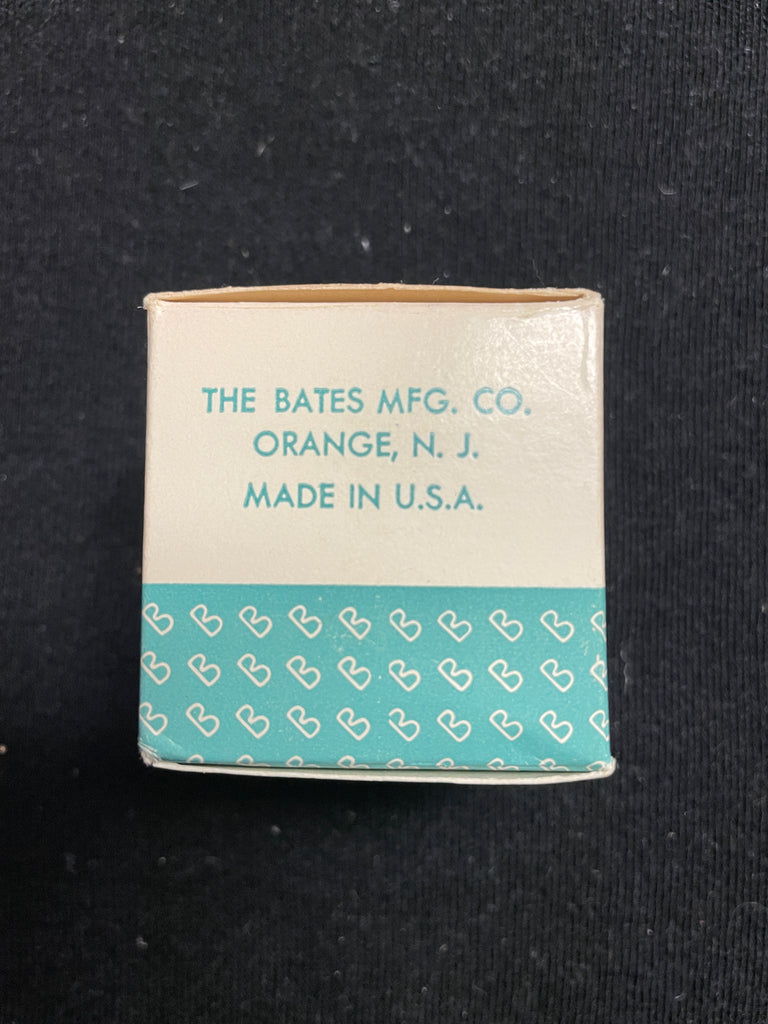 THE BATES MFG. CO.
ORANGE, N. J.
MADE IN U.S.A.